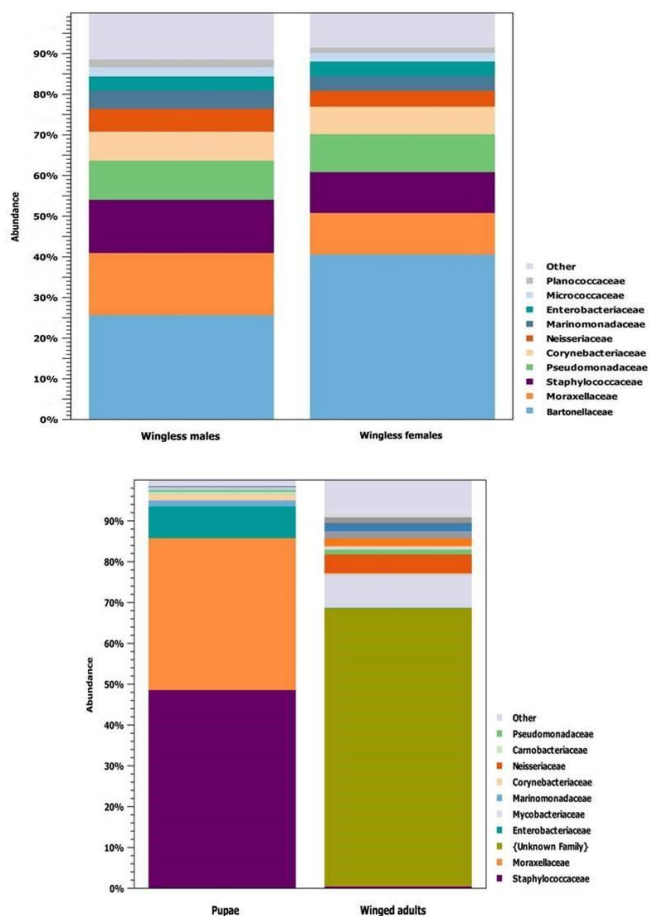 90%
80%
70%
60%
50%
40%
30%
20%
10%
0%
Abundance
Wingless males
Wingless females
Other
Planococcaceae
Micrococcaceae
Enterobacteriaceae
Marinomonadaceae
Neisseriaceae
Corynebacteriaceae
Pseudomonadaceae
Staphylococcaceae
Moraxellaceae
Bartonellaceae
90%
80%
70%
60%
50%
40%
30%
20%
10%
0%
Abundance
Pupae
Winged adults
Other
Pseudomonadaceae
Carnobacteriaceae
Neisseriaceae
Corynebacteriaceae
Marinomonadaceae
Mycobacteriaceae
Enterobacteriaceae
{Unknown Family}
Moraxellaceae
Staphylococcaceae